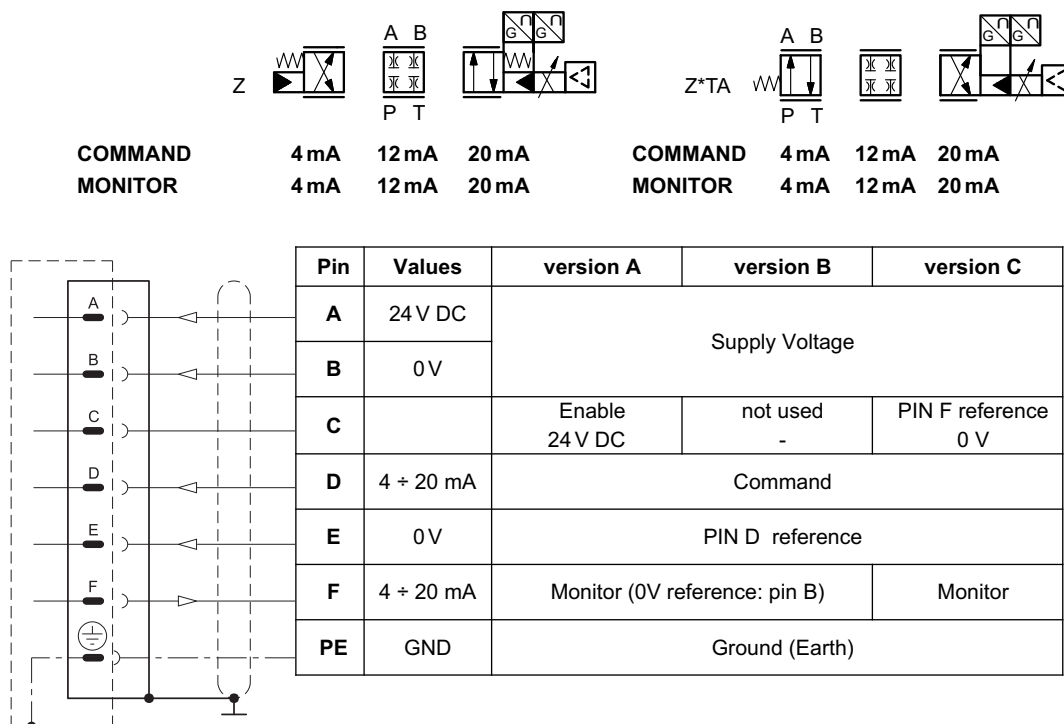 G G
A B
Z
P T
COMMAND 4 mA 12 mA 20 mA
MONITOR 4 mA 12 mA 20 mA
G G
A B
Z*TA
P T
COMMAND 4 mA 12 mA 20 mA
MONITOR 4 mA 12 mA 20 mA
A
B
C
D
E
F
Pin Values version A version B version C
A 24 V DC Supply Voltage
B 0 V
C Enable not used PIN F reference
24 V DC - 0 V
D 4 ÷ 20 mA Command
E 0 V PIN D reference
F 4 ÷ 20 mA Monitor (0V reference: pin B) Monitor
PE GND Ground (Earth)